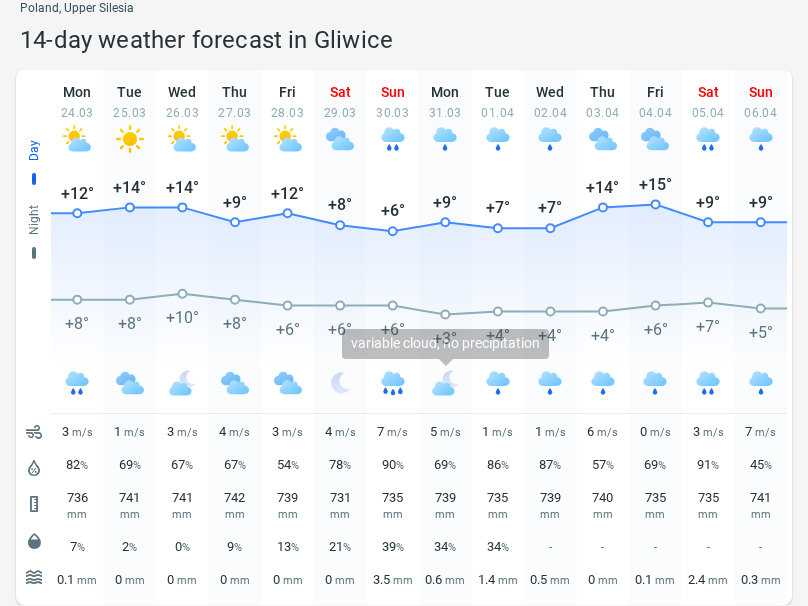 Poland, Upper Silesia
14-day weather forecast in Gliwice
Mon Tue Wed Thu Fri Sat Sun Mon Tue Wed Thu Fri Sat Sun
24.03 25.03 26.03 27.03 28.03 29.03 30.03 31.03 01.04 02.04 03.04 04.04 05.04 06.04
Day
+12° +14° +14° +9° +12° +8° +6° +9° +7° +7° +14° +15° +9° +9°
Night
+8° +8° +10° +8° +6° +6° +6° +3° +4° +4° +4° +6° +7° +5°
variable cloud, no precipitation
3 m/s 1 m/s 3 m/s 4 m/s 3 m/s 4 m/s 7 m/s 5 m/s 1 m/s 1 m/s 6 m/s 0 m/s 3 m/s 7 m/s
82% 69% 67% 67% 54% 78% 90% 69% 86% 87% 57% 69% 91% 45%
736 741 741 742 739 731 735 739 735 739 740 735 735 741
mm mm mm mm mm mm mm mm mm mm mm mm mm mm
7% 2% 0% 9% 13% 21% 39% 34% 34% - - - - -
0.1 mm 0 mm 0 mm 0 mm 0 mm 0 mm 3.5 mm 0.6 mm 1.4 mm 0.5 mm 0 mm 0.1 mm 2.4 mm 0.3 mm